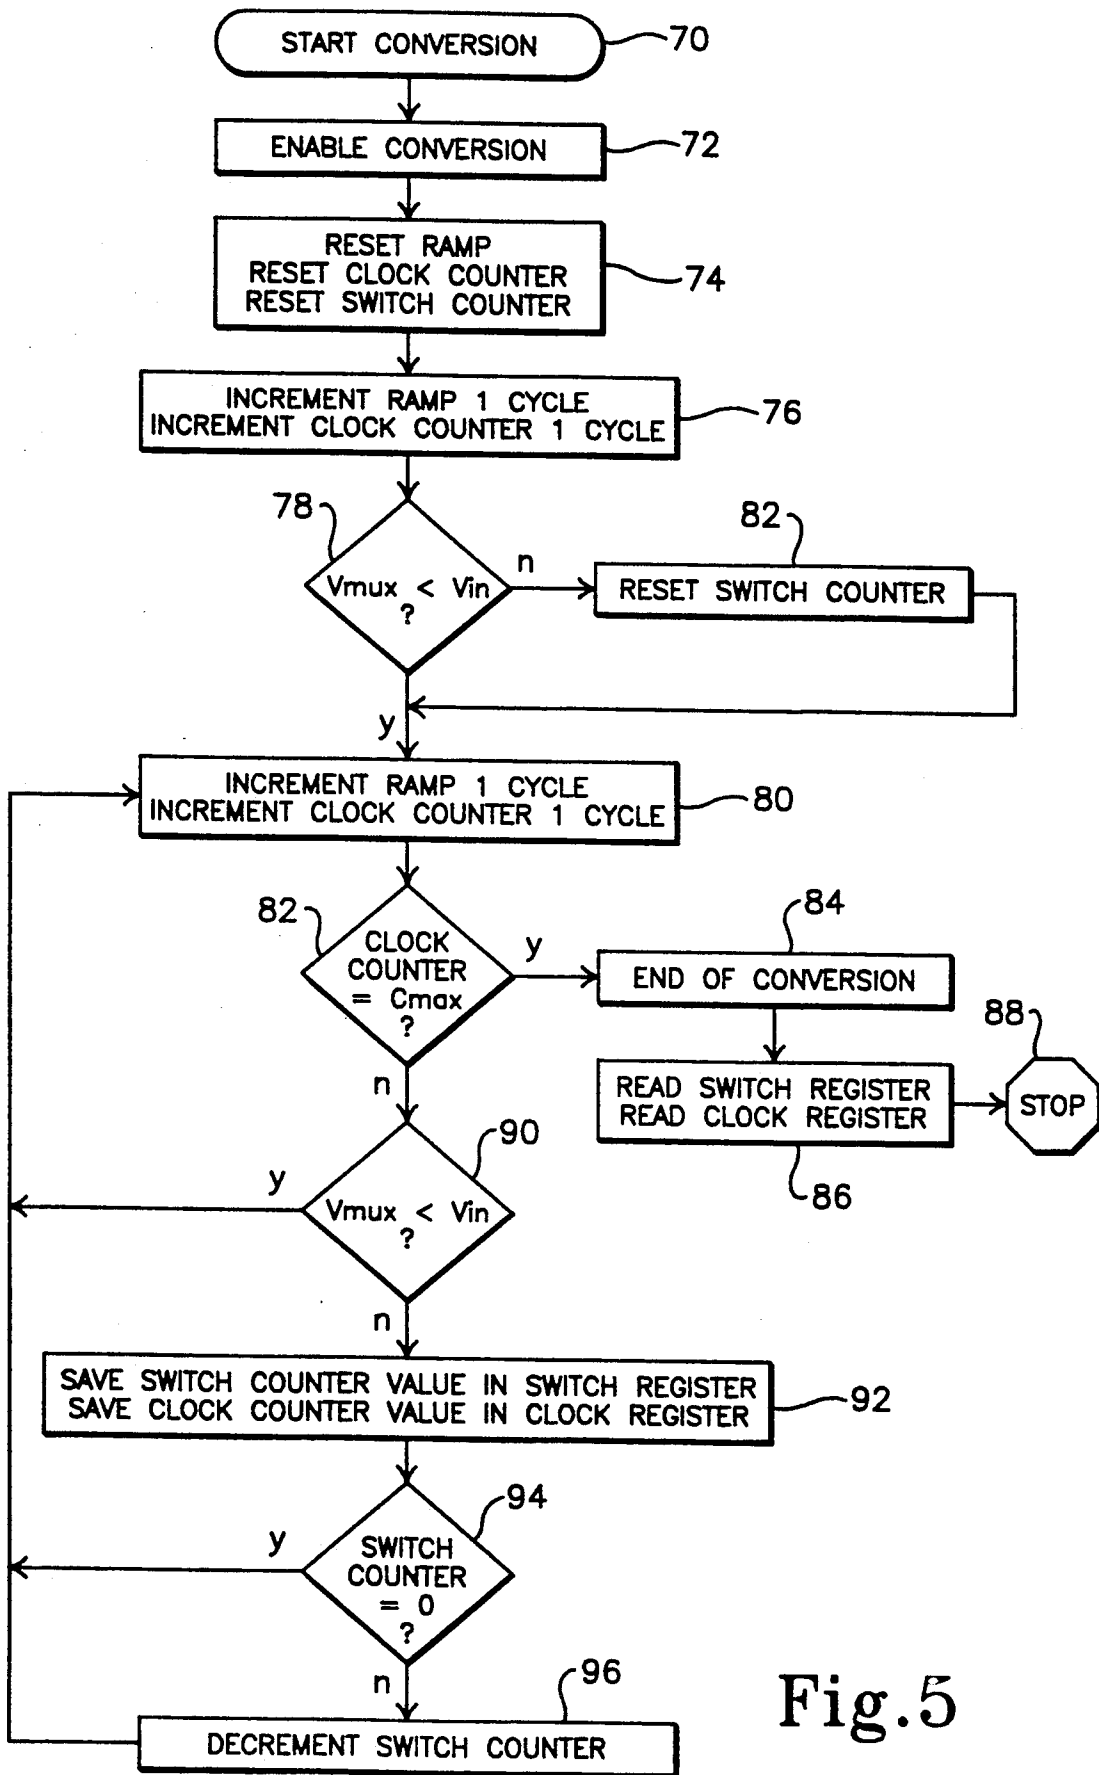 START CONVERSION
70
ENABLE CONVERSION
72
RESET RAMP
RESET CLOCK COUNTER
RESET SWITCH COUNTER
74
INCREMENT RAMP 1 CYCLE
INCREMENT CLOCK COUNTER 1 CYCLE
76
78
Vmux < Vin
?
n
82
RESET SWITCH COUNTER
y
INCREMENT RAMP 1 CYCLE
INCREMENT CLOCK COUNTER 1 CYCLE
80
82
CLOCK
COUNTER
= Cmax
?
y
84
END OF CONVERSION
READ SWITCH REGISTER
READ CLOCK REGISTER
86
88
STOP
n
90
Vmux < Vin
?
y
n
SAVE SWITCH COUNTER VALUE IN SWITCH REGISTER
SAVE CLOCK COUNTER VALUE IN CLOCK REGISTER
92
94
SWITCH
COUNTER
= 0
?
y
n
96
DECREMENT SWITCH COUNTER
Fig.5